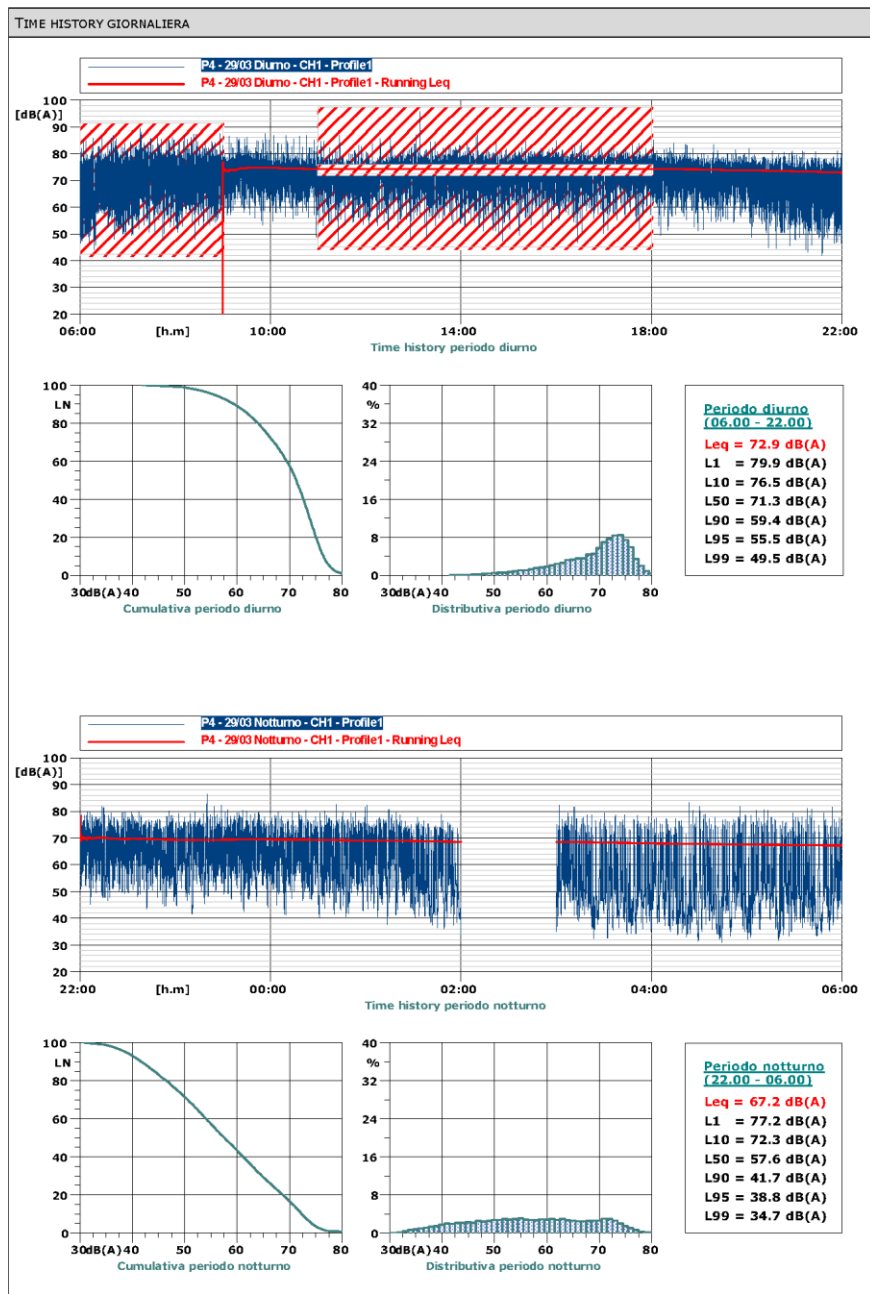 TIME HISTORY GIORNALIERA
P4 - 29/03 Diurno - CH1 - Profile1
P4 - 29/03 Diurno - CH1 - Profile1 - Running Leq
100
[dB(A)]
90
80
70
60
50
40
30
20
06:00 [h.m] 10:00 14:00 18:00 22:00
Time history periodo diurno
100
LN
80
60
40
20
0
30 dB(A) 40 50 60 70 80
Cumulativa periodo diurno
40
%
32
24
16
8
0
30 dB(A) 40 50 60 70 80
Distributiva periodo diurno
Periodo diurno
(06.00 - 22.00)
Leq = 72.9 dB(A)
L1 = 79.9 dB(A)
L10 = 76.5 dB(A)
L50 = 71.3 dB(A)
L90 = 59.4 dB(A)
L95 = 55.5 dB(A)
L99 = 49.5 dB(A)
P4 - 29/03 Notturno - CH1 - Profile1
P4 - 29/03 Notturno - CH1 - Profile1 - Running Leq
100
[dB(A)]
90
80
70
60
50
40
30
20
22:00 [h.m] 00:00 02:00 04:00 06:00
Time history periodo notturno
100
LN
80
60
40
20
0
30 dB(A) 40 50 60 70 80
Cumulativa periodo notturno
40
%
32
24
16
8
0
30 dB(A) 40 50 60 70 80
Distributiva periodo notturno
Periodo notturno
(22.00 - 06.00)
Leq = 67.2 dB(A)
L1 = 77.2 dB(A)
L10 = 72.3 dB(A)
L50 = 57.6 dB(A)
L90 = 41.7 dB(A)
L95 = 38.8 dB(A)
L99 = 34.7 dB(A)